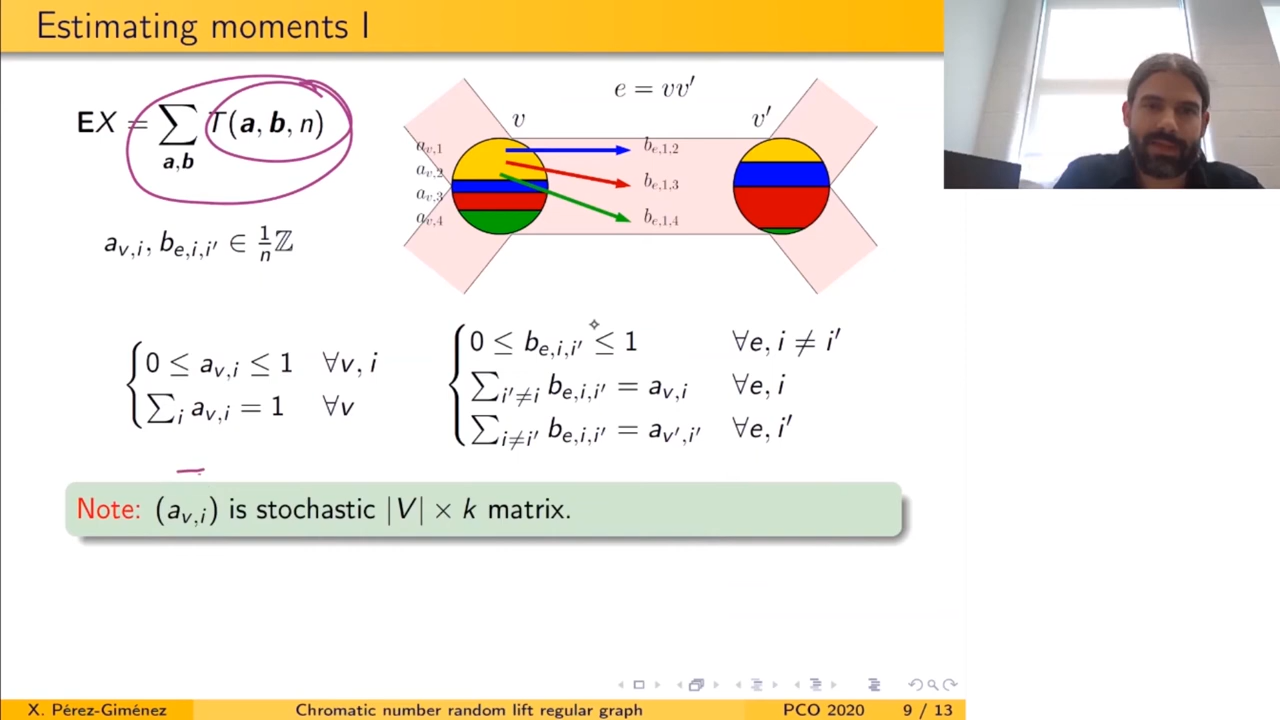 Estimating moments I
EX = ∑_{a,b} T(a, b, n)
a_{v,i}, b_{e,i,i'} ∈ 1/n ℤ
e = vv'
v
v'
a_{v,1}
a_{v,2}
a_{v,3}
a_{v,4}
b_{e,1,2}
b_{e,1,3}
b_{e,1,4}
0 ≤ a_{v,i} ≤ 1 ∀v, i
∑_i a_{v,i} = 1 ∀v
0 ≤ b_{e,i,i'} ≤ 1 ∀e, i ≠ i'
∑_{i'≠i} b_{e,i,i'} = a_{v,i} ∀e, i
∑_{i≠i'} b_{e,i,i'} = a_{v',i'} ∀e, i'
Note: (a_{v,i}) is stochastic |V| × k matrix.
X. Pérez-Giménez Chromatic number random lift regular graph PCO 2020 9 / 13